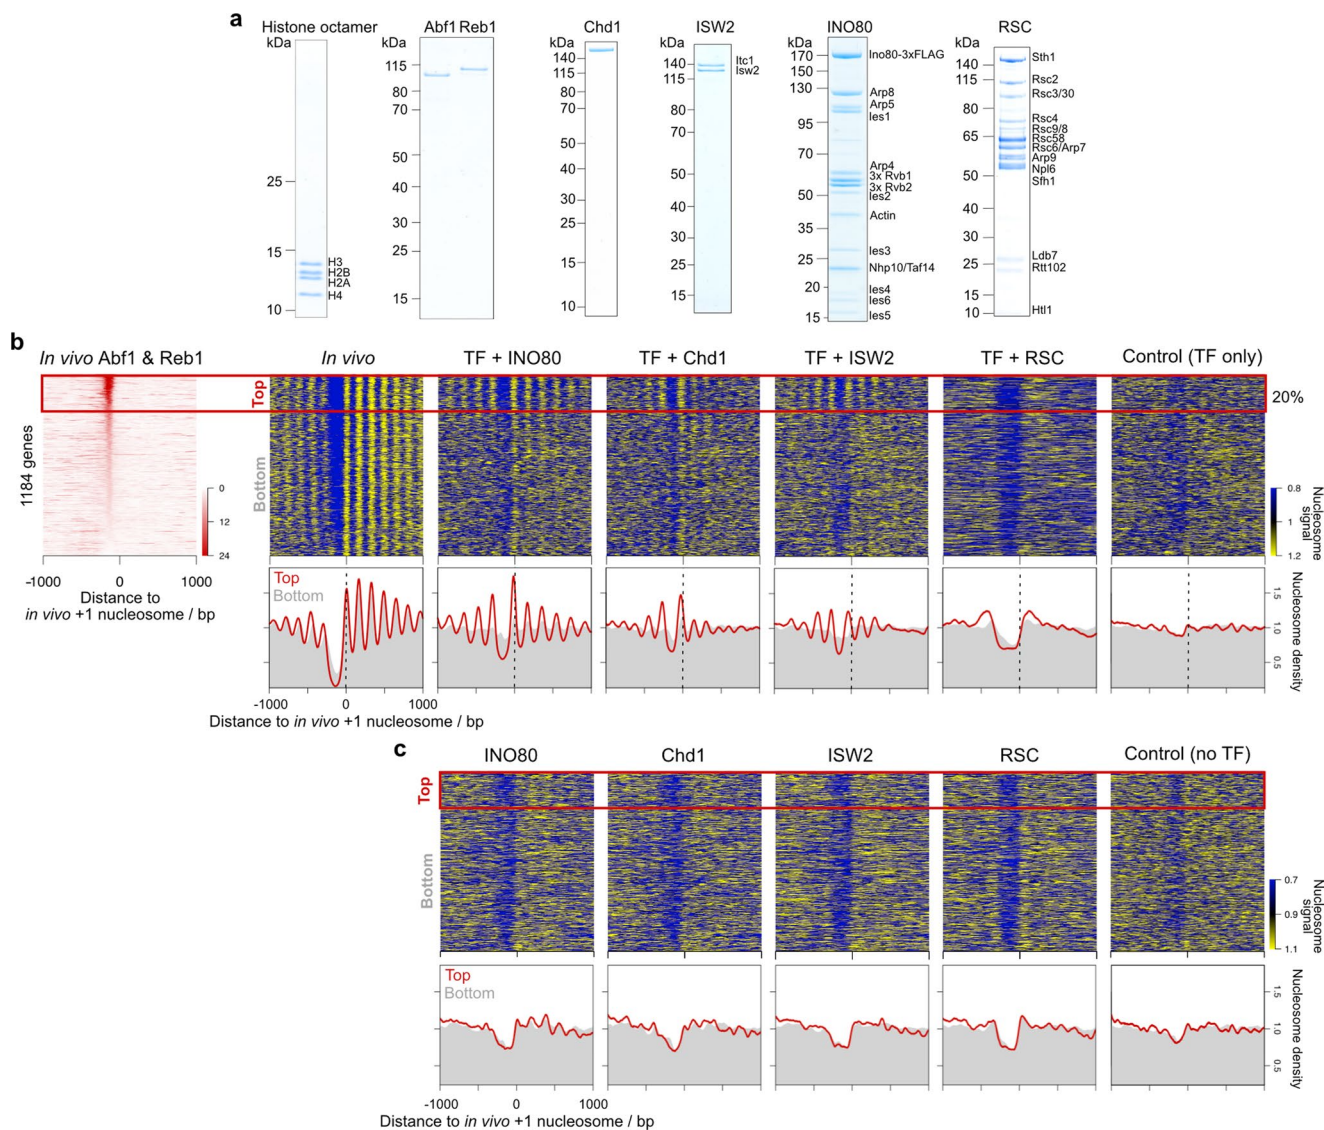 a
Histone octamer
kDa
25
15
10
H3
H2B
H2A
H4
Abf1 Reb1
kDa
115
80
70
50
40
30
25
15
Chd1
kDa
140
115
80
70
50
40
30
25
15
10
ISW2
kDa
140
115
80
70
50
40
30
25
15
Itc1
Isw2
INO80
kDa
170
150
130
95
70
50
35
25
20
15
Ino80-3xFLAG
Arp8
Arp5
Ies1
Arp4
3x Rvb1
3x Rvb2
Ies2
Actin
Ies3
Nhp10/Taf14
Ies4
Ies6
Ies5
RSC
kDa
140
115
80
65
50
40
30
25
15
10
Sth1
Rsc2
Rsc3/30
Rsc4
Rsc9/8
Rsc58
Rsc6/Arp7
Arp9
Npl6
Sfh1
Ldb7
Rtt102
Htl1
b
In vivo Abf1 & Reb1
In vivo
TF + INO80
TF + Chd1
TF + ISW2
TF + RSC
Control (TF only)
Top
Bottom
20%
1184 genes
0
12
24
-1000 0 1000
Distance to
in vivo +1 nucleosome / bp
0.8
1
1.2
Nucleosome
signal
Top
Bottom
1.5
1.0
0.5
Nucleosome density
-1000 0 1000
Distance to in vivo +1 nucleosome / bp
c
INO80
Chd1
ISW2
RSC
Control (no TF)
Top
Bottom
0.7
0.9
1.1
Nucleosome
signal
Top
Bottom
1.5
1.0
0.5
Nucleosome density
-1000 0 1000
Distance to in vivo +1 nucleosome / bp